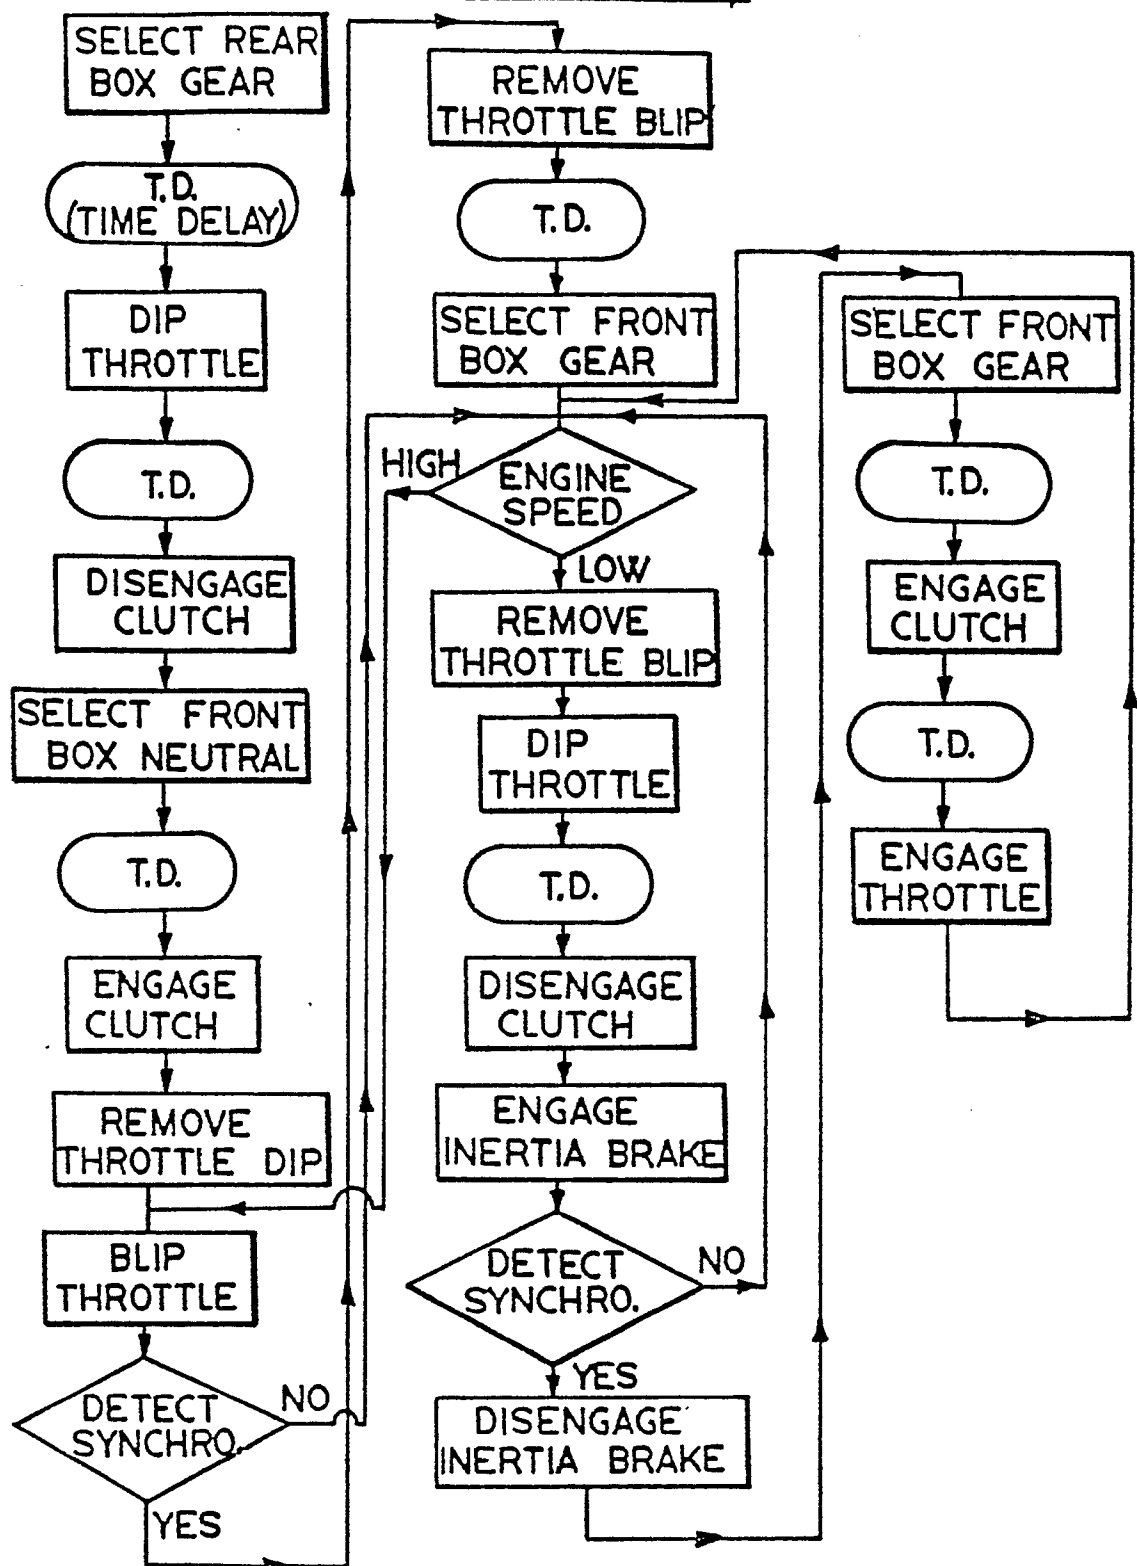 SELECT REAR
BOX GEAR
T.D.
(TIME DELAY)
DIP
THROTTLE
T.D.
DISENGAGE
CLUTCH
SELECT FRONT
BOX NEUTRAL
T.D.
ENGAGE
CLUTCH
REMOVE
THROTTLE DIP
BLIP
THROTTLE
DETECT
SYNCHRO.
NO
YES
REMOVE
THROTTLE BLIP
T.D.
SELECT FRONT
BOX GEAR
ENGINE
SPEED
HIGH
LOW
REMOVE
THROTTLE BLIP
DIP
THROTTLE
T.D.
DISENGAGE
CLUTCH
ENGAGE
INERTIA BRAKE
DETECT
SYNCHRO.
NO
YES
DISENGAGE
INERTIA BRAKE
SELECT FRONT
BOX GEAR
T.D.
ENGAGE
CLUTCH
T.D.
ENGAGE
THROTTLE